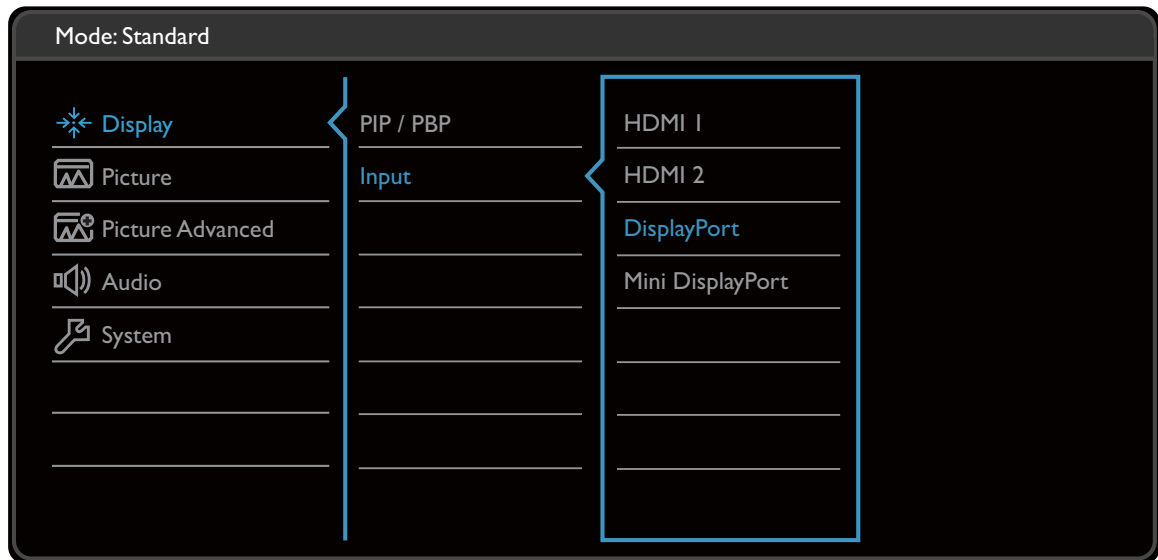 Mode: Standard
Display
Picture
Picture Advanced
Audio
System
PIP / PBP
Input
HDMI 1
HDMI 2
DisplayPort
Mini DisplayPort